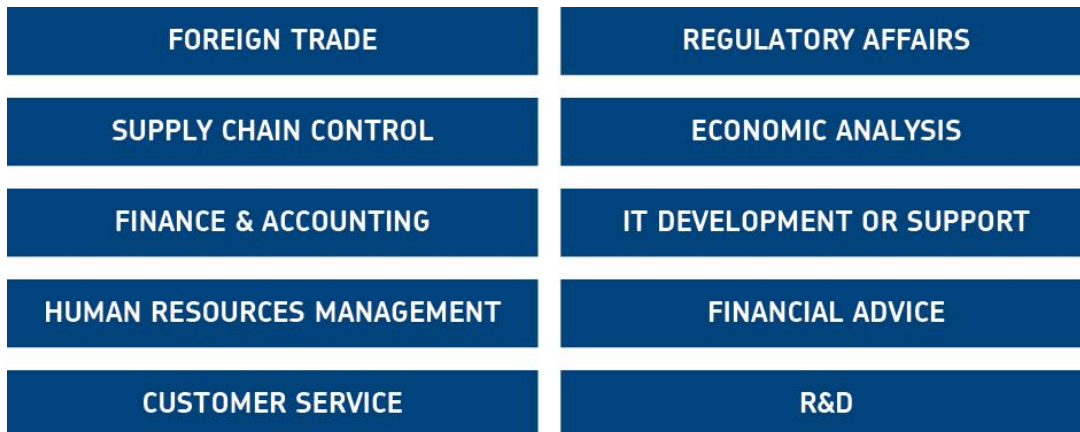 FOREIGN TRADE
REGULATORY AFFAIRS
SUPPLY CHAIN CONTROL
ECONOMIC ANALYSIS
FINANCE & ACCOUNTING
IT DEVELOPMENT OR SUPPORT
HUMAN RESOURCES MANAGEMENT
FINANCIAL ADVICE
CUSTOMER SERVICE
R&D